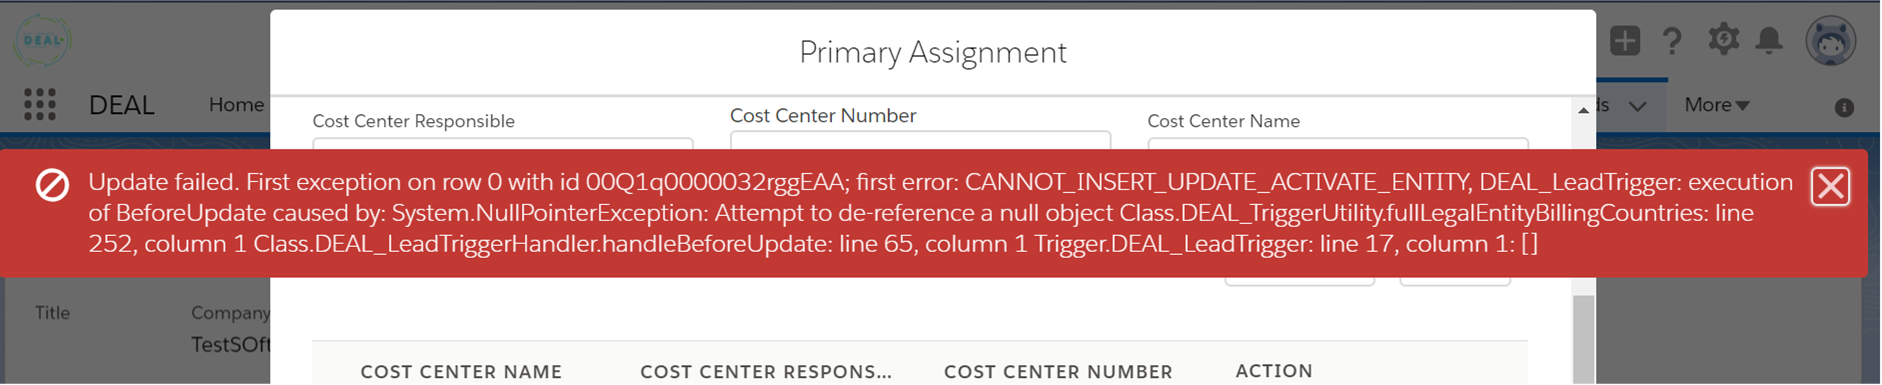 DEAL
Primary Assignment
DEAL Home
ds More
Cost Center Responsible Cost Center Number Cost Center Name
Update failed. First exception on row 0 with id 00Q1q0000032rggEAA; first error: CANNOT_INSERT_UPDATE_ACTIVATE_ENTITY, DEAL_LeadTrigger: execution
of BeforeUpdate caused by: System.NullPointerException: Attempt to de-reference a null object Class.DEAL_TriggerUtility.fullLegalEntityBillingCountries: line
252, column 1 Class.DEAL_LeadTriggerHandler.handleBeforeUpdate: line 65, column 1 Trigger.DEAL_LeadTrigger: line 17, column 1: []
Title Company
TestSOft
COST CENTER NAME COST CENTER RESPONS... COST CENTER NUMBER ACTION